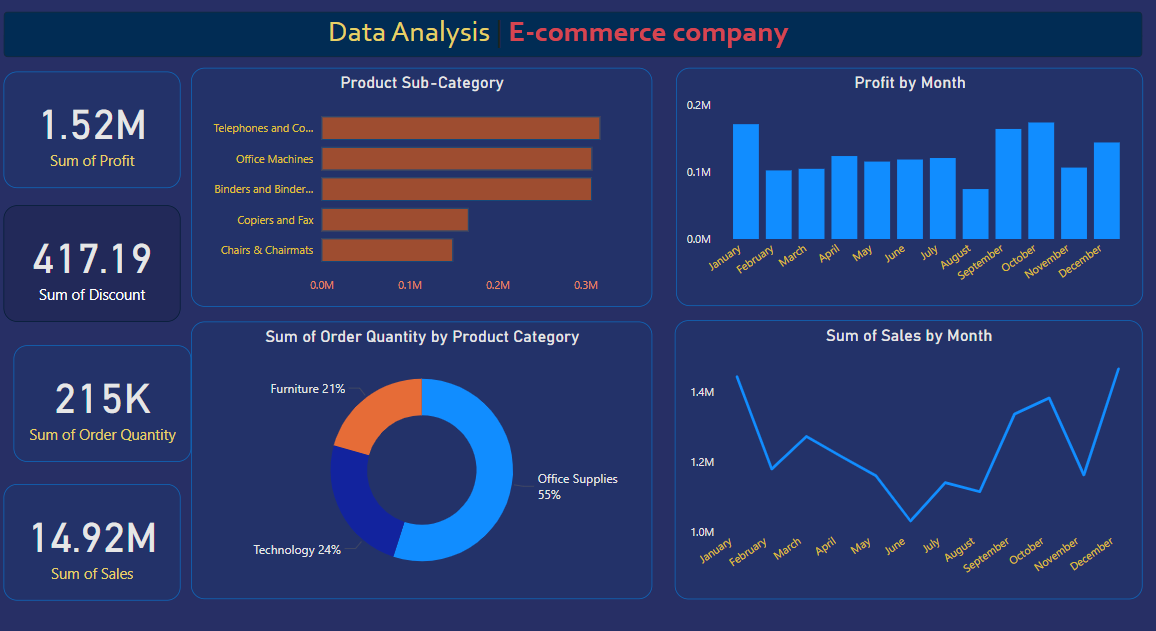 Data Analysis | E-commerce company
1.52M
Sum of Profit
417.19
Sum of Discount
215K
Sum of Order Quantity
14.92M
Sum of Sales
Product Sub-Category
Telephones and Co...
Office Machines
Binders and Binder...
Copiers and Fax
Chairs & Chairmats
0.0M 0.1M 0.2M 0.3M
Profit by Month
0.2M
0.1M
0.0M
January February March April May June July August September October November December
Sum of Order Quantity by Product Category
Furniture 21%
Office Supplies
55%
Technology 24%
Sum of Sales by Month
1.4M
1.2M
1.0M
January February March April May June July August September October November December